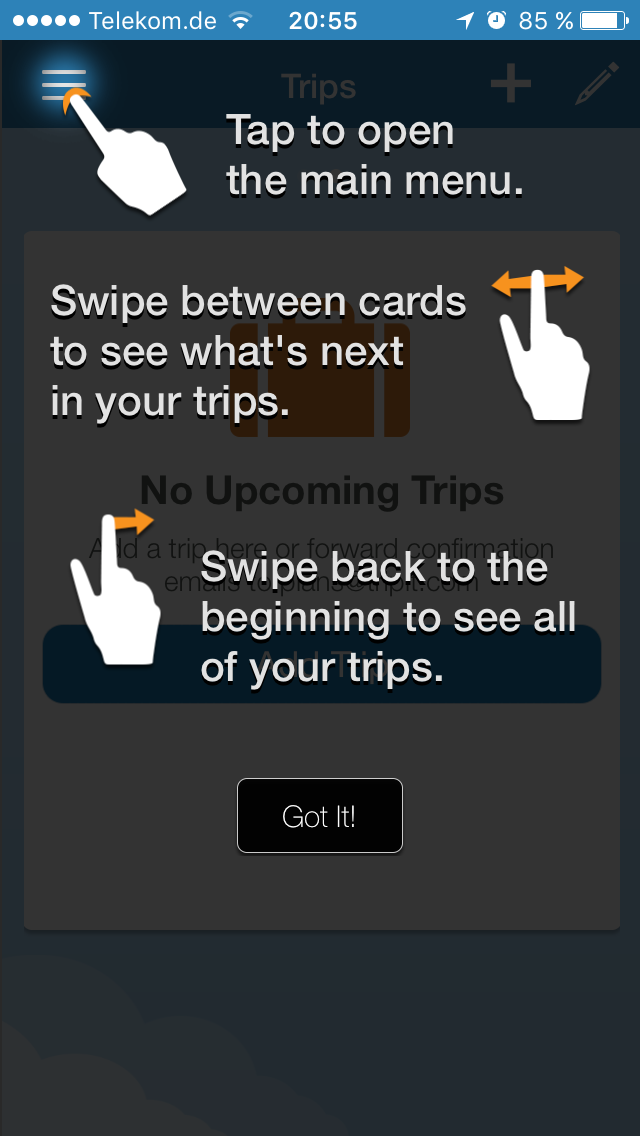 Telekom.de 20:55 85 %
Trips
Tap to open
the main menu.
Swipe between cards
to see what's next
in your trips.
No Upcoming Trips
Add a trip here or forward confirmation
emails to plans@tripit.com
Swipe back to the
beginning to see all
of your trips.
Add Trip
Got It!